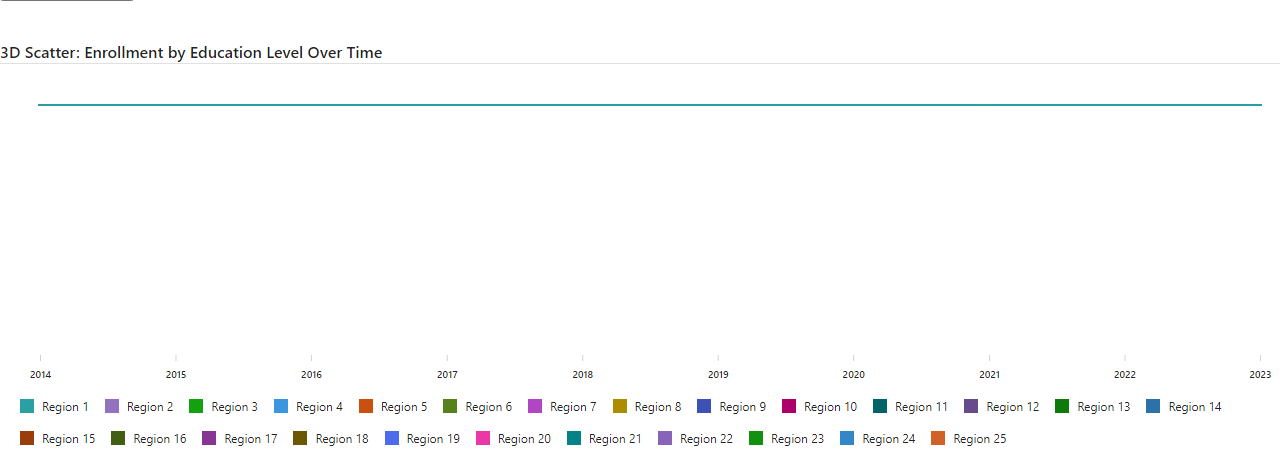 3D Scatter: Enrollment by Education Level Over Time
2014 2015 2016 2017 2018 2019 2020 2021 2022 2023
Region 1 Region 2 Region 3 Region 4 Region 5 Region 6 Region 7 Region 8 Region 9 Region 10 Region 11 Region 12 Region 13 Region 14
Region 15 Region 16 Region 17 Region 18 Region 19 Region 20 Region 21 Region 22 Region 23 Region 24 Region 25